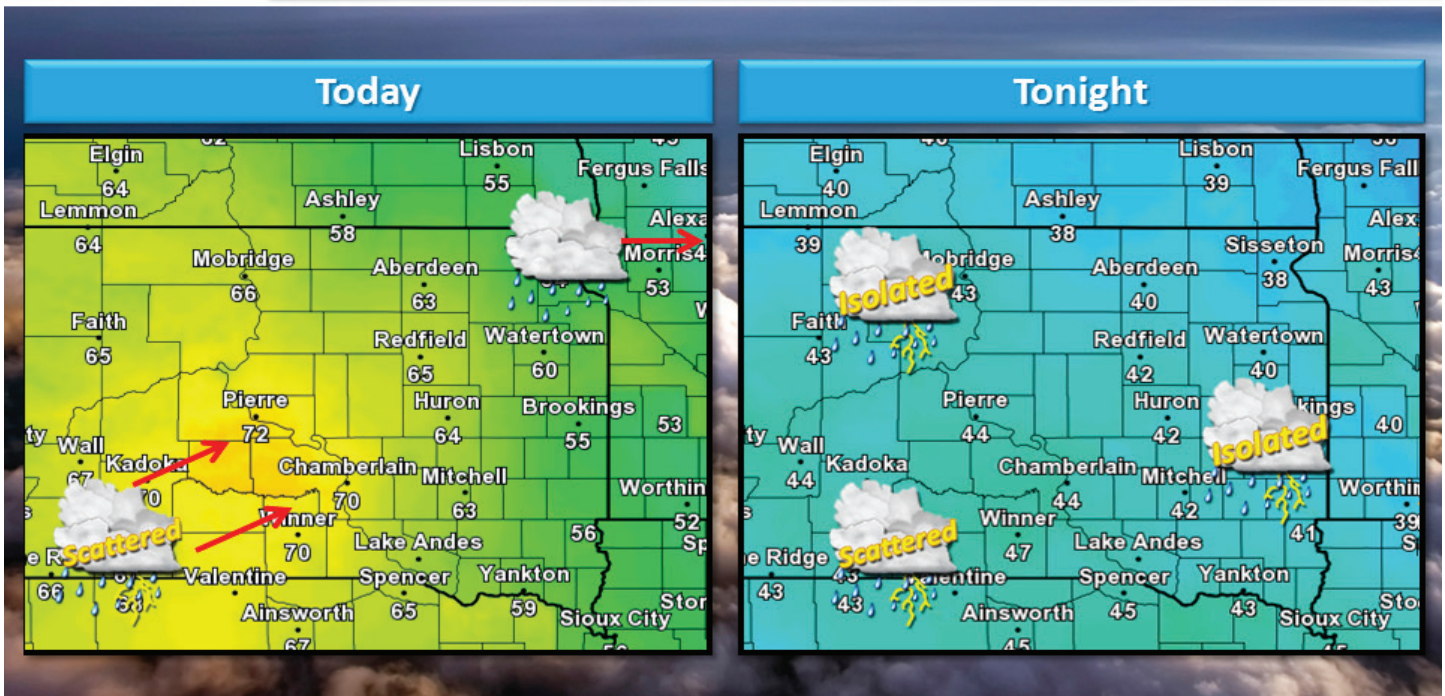 Today
Elgin
64
Lisbon
55
Fergus Falls
Lemmon
64
Ashley
58
Alexa
Mobridge
66
Aberdeen
63
Morris
53
Faith
65
Redfield
65
Watertown
60
Pierre
72
Huron
64
Brookings
55
53
Wall
67
Kadoka
70
Chamberlain
70
Mitchell
63
Worthin
52
Scattered
Winner
70
56
Lake Andes
66
Valentine
Spencer
65
Yankton
59
Ainsworth
67
Sioux City
Tonight
Elgin
40
Lisbon
39
Fergus Fal
Lemmon
39
Ashley
38
Alex
Isolated
Mobridge
43
Aberdeen
40
Sisseton
38
Morris
43
Faith
43
Redfield
42
Watertown
40
Pierre
44
Huron
42
Isolated
kings
40
Wall
44
Kadoka
Chamberlain
44
Mitchell
42
Worthin
39
Scattered
Winner
47
41
Lake Andes
e Ridge
43
43
entine
Spencer
45
Yankton
43
Ainsworth
45
Sioux City